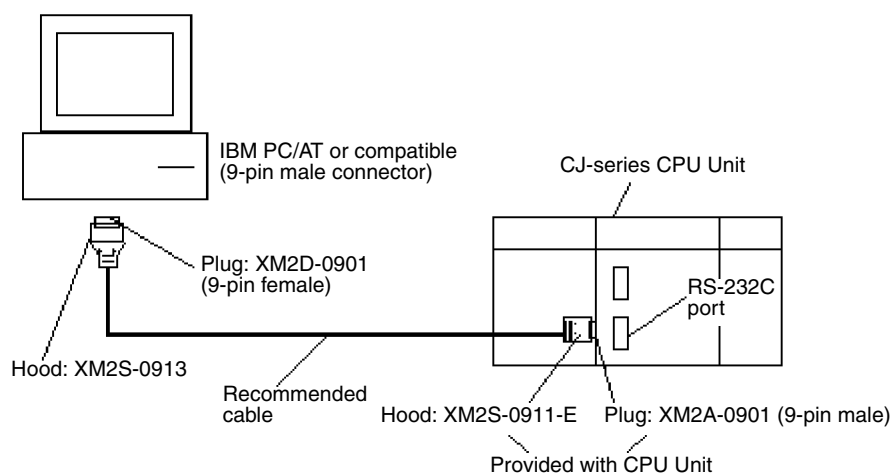 IBM PC/AT or compatible
(9-pin male connector)
CJ-series CPU Unit
Plug: XM2D-0901
(9-pin female)
RS-232C
port
Hood: XM2S-0913
Recommended
cable
Hood: XM2S-0911-E
Plug: XM2A-0901 (9-pin male)
Provided with CPU Unit